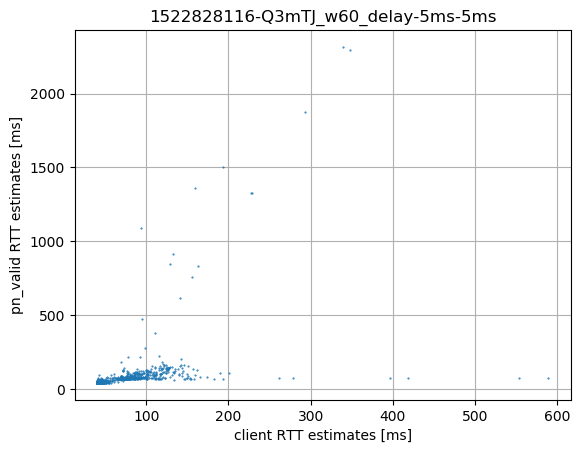 1522828116-Q3mTJ_w60_delay-5ms-5ms
pn_valid RTT estimates [ms]
2000
1500
1000
500
0
100 200 300 400 500 600
client RTT estimates [ms]